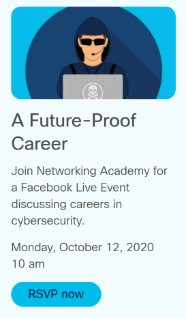 A Future-Proof
Career
Join Networking Academy for
a Facebook Live Event
discussing careers in
cybersecurity.
Monday, October 12, 2020
10 am
RSVP now